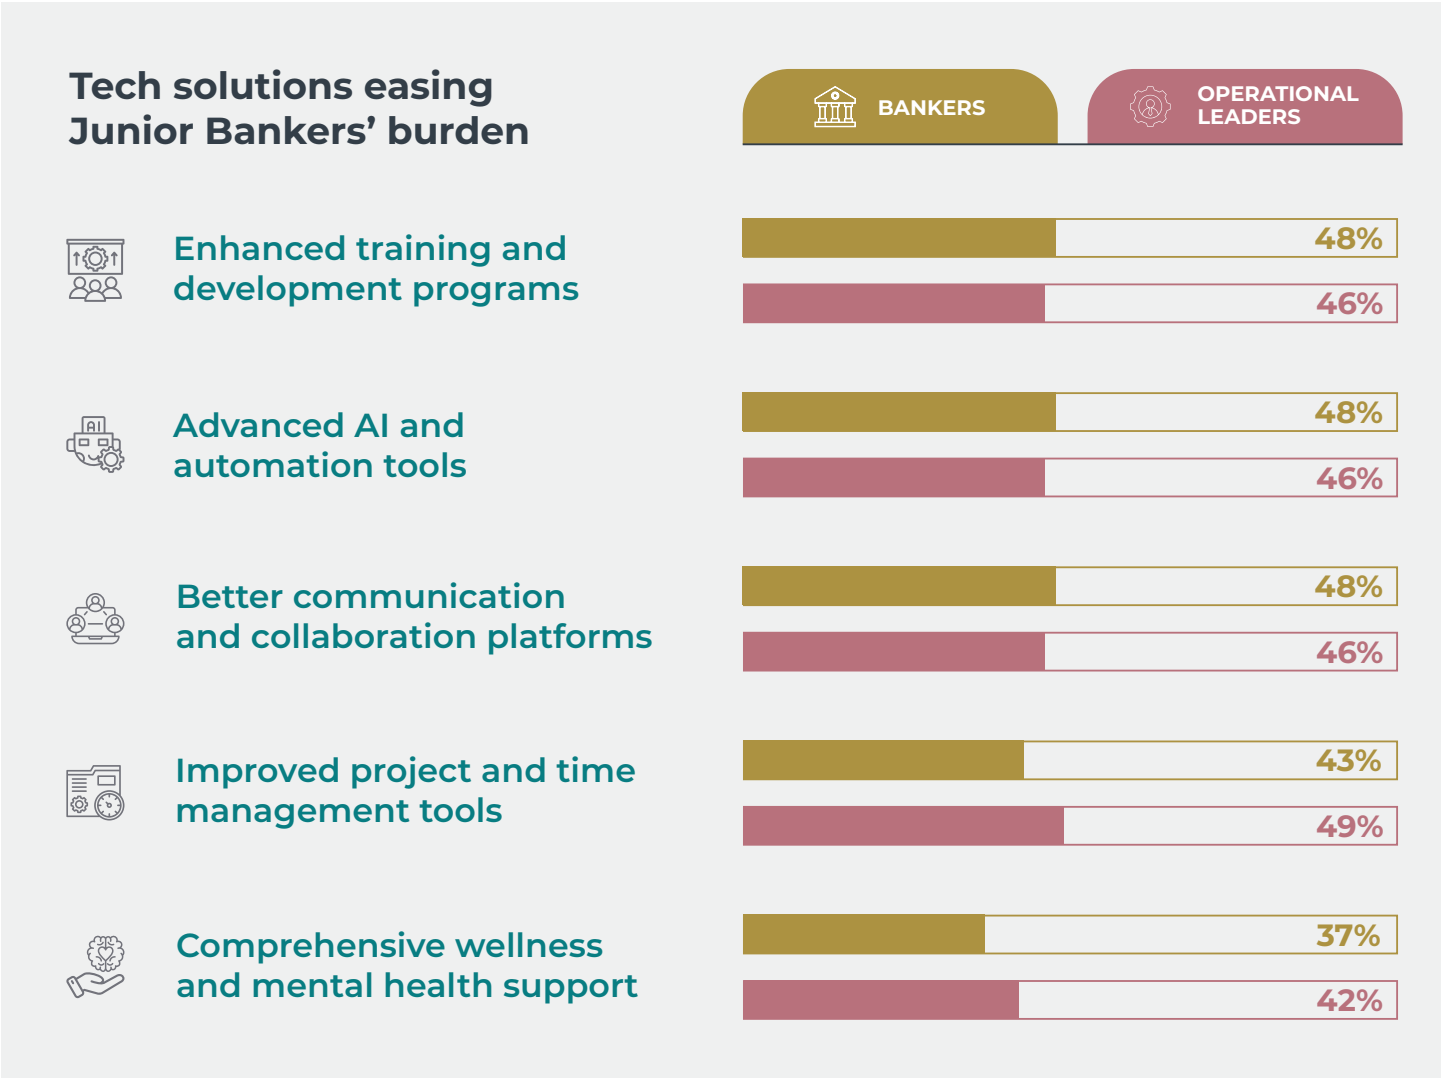 Tech solutions easing
Junior Bankers’ burden
BANKERS
OPERATIONAL
LEADERS
Enhanced training and
development programs
48%
46%
AI
Advanced AI and
automation tools
48%
46%
Better communication
and collaboration platforms
48%
46%
Improved project and time
management tools
43%
49%
Comprehensive wellness
and mental health support
37%
42%